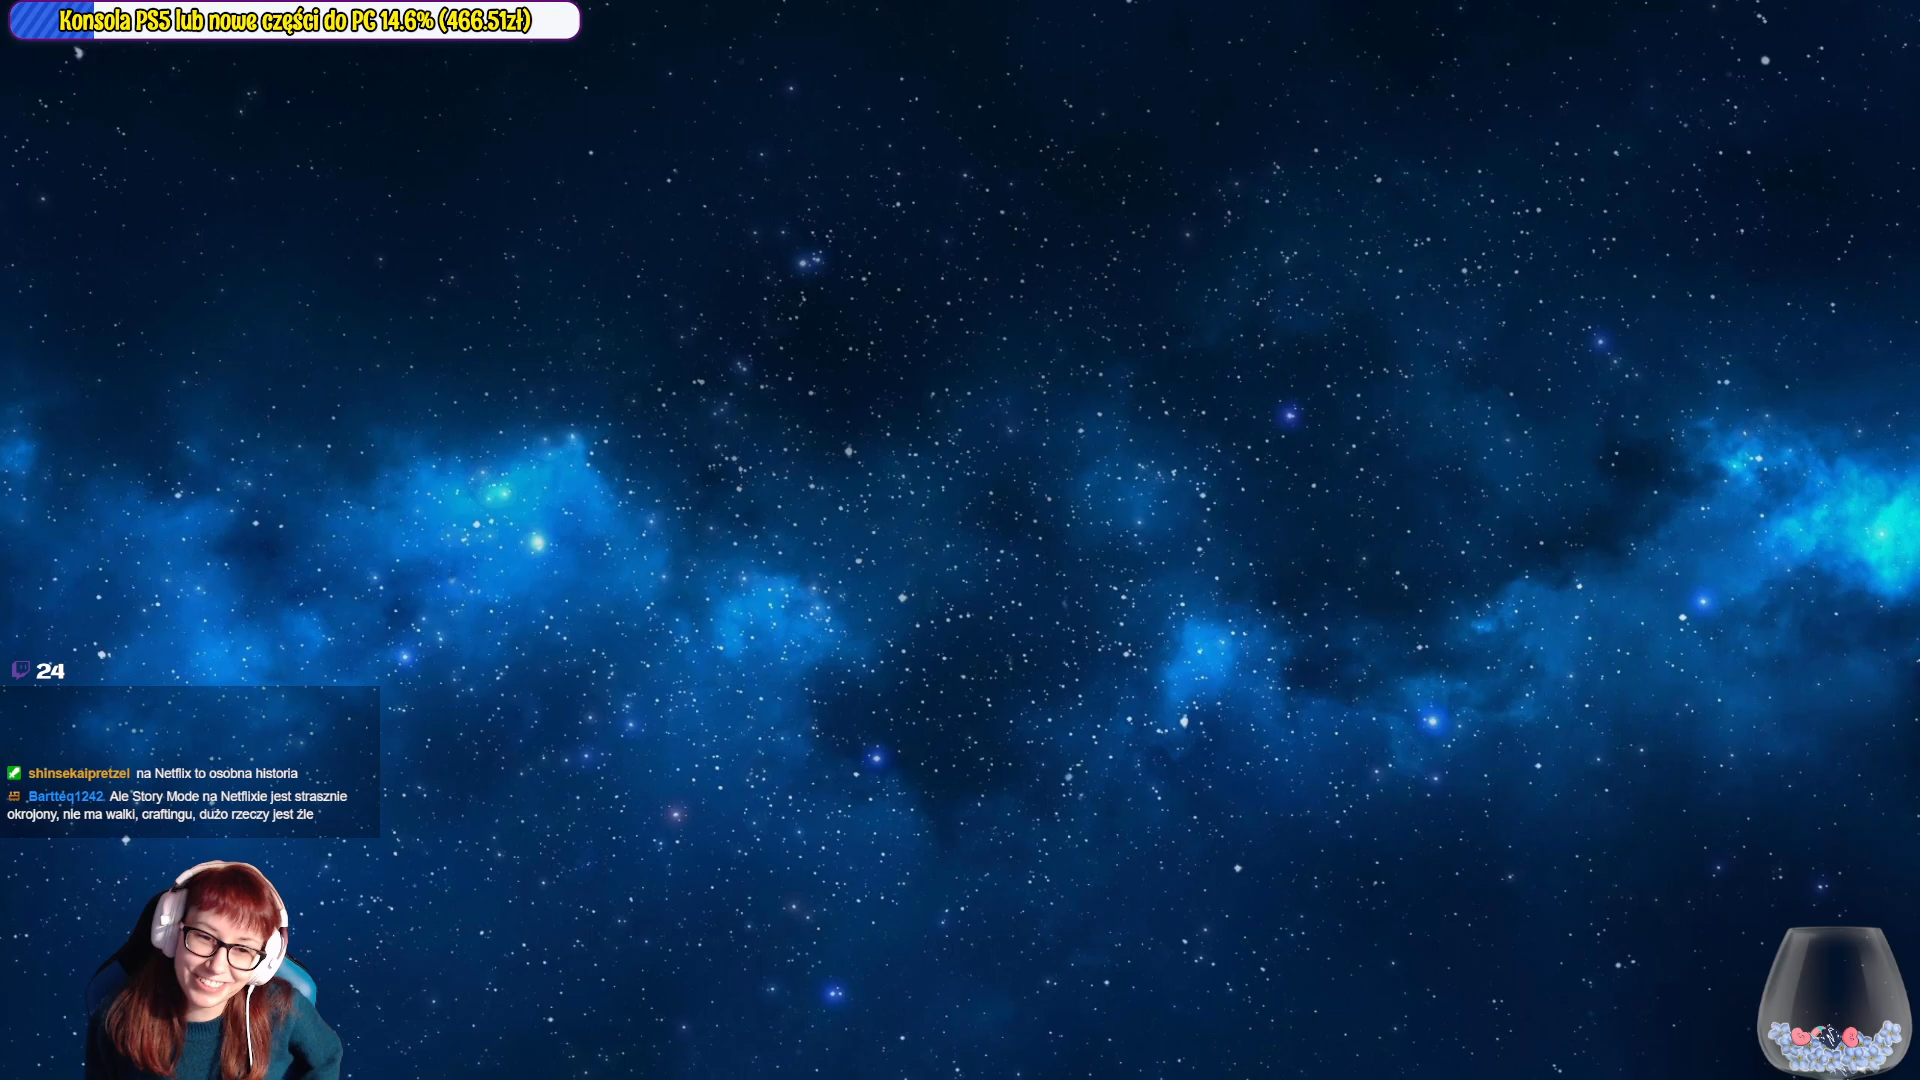 Konsola PS5 lub nowe części do PC 14.6% (466.51zł)
24
shinsekaipretzel na Netflix to osobna historia
Bartteq1242 Ale Story Mode na Netflixie jest strasznie
okrojony, nie ma walki, craftingu, dużo rzeczy jest źle